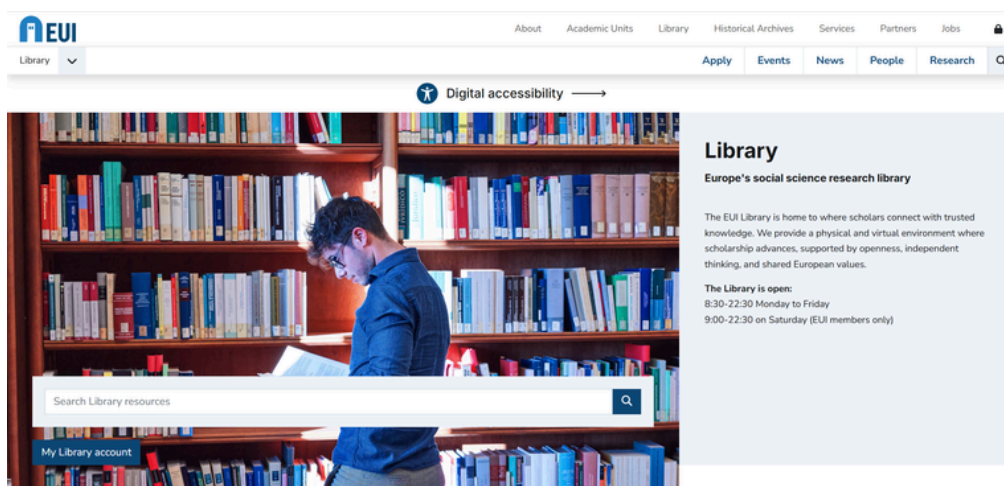 EUI
About Academic Units Library Historical Archives Services Partners Jobs
Library
Apply Events News People Research
Digital accessibility
Library
Europe's social science research library
The EUI Library is home to where scholars connect with trusted
knowledge. We provide a physical and virtual environment where
scholarship advances, supported by openness, independent
thinking, and shared European values.
The Library is open:
8:30-22:30 Monday to Friday
9:00-22:30 on Saturday (EUI members only)
Search Library resources
My Library account